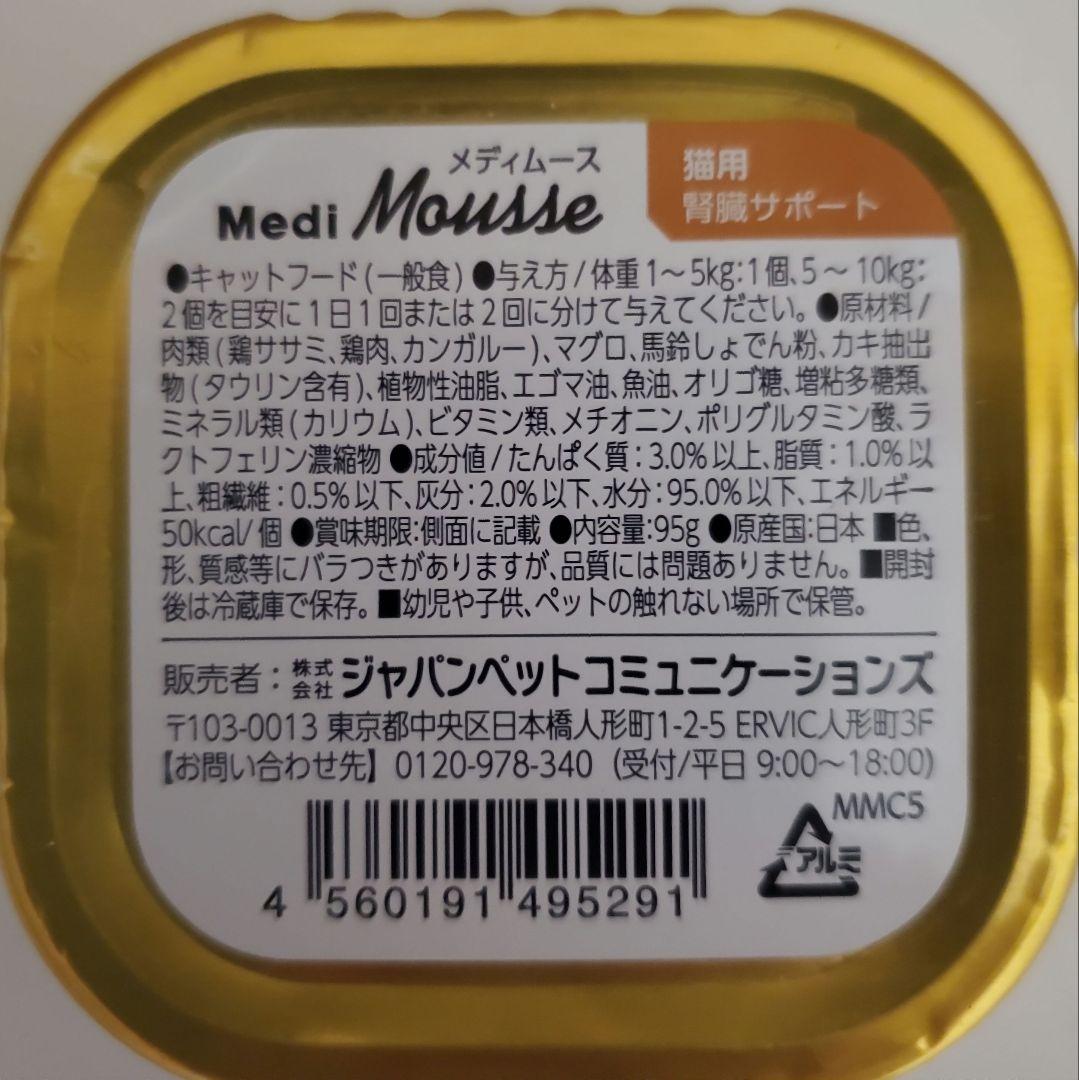 メディムース
Medi Mousse
猫用
腎臓サポート
●キャットフード(一般食) ●与え方/体重1～5kg:1個、5～10kg:
2個を目安に1日1回または2回に分けて与えてください。●原材料/
肉類(鶏ササミ、鶏肉、カンガルー)、マグロ、馬鈴しょでん粉、カキ抽出
物(タウリン含有)、植物性油脂、エゴマ油、魚油、オリゴ糖、増粘多糖類、
ミネラル類(カリウム)、ビタミン類、メチオニン、ポリグルタミン酸、ラ
クトフェリン濃縮物 ●成分値/たんぱく質:3.0%以上、脂質:1.0%以
上、粗繊維:0.5%以下、灰分:2.0%以下、水分:95.0%以下、エネルギー
50kcal/個 ●賞味期限:側面に記載 ●内容量:95g ●原産国:日本 ■色、
形、質感等にバラつきがありますが、品質には問題ありません。■開封
後は冷蔵庫で保存。■幼児や子供、ペットの触れない場所で保管。
販売者:株式会社ジャパンペットコミュニケーションズ
〒103-0013 東京都中央区日本橋人形町1-2-5 ERVIC人形町3F
【お問い合わせ先】0120-978-340 (受付/平日 9:00～18:00)
MMC5
アルミ
4 560191 495291